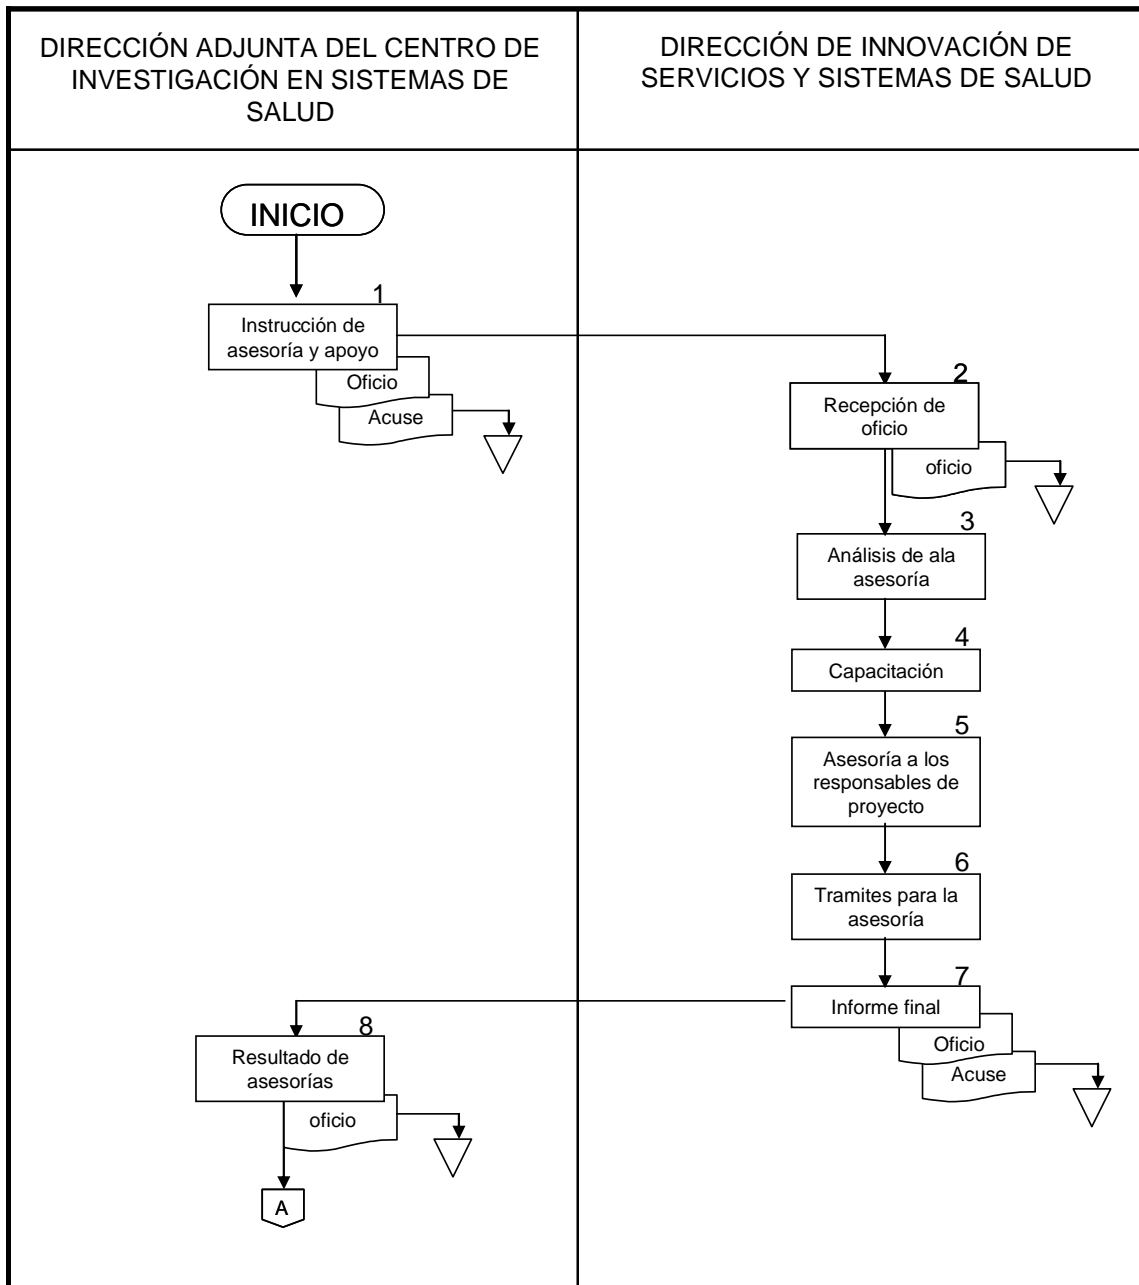 DIRECCIÓN ADJUNTA DEL CENTRO DE
INVESTIGACIÓN EN SISTEMAS DE
SALUD
DIRECCIÓN DE INNOVACIÓN DE
SERVICIOS Y SISTEMAS DE SALUD
INICIO
1
Instrucción de
asesoría y apoyo
Oficio
Acuse
2
Recepción de
oficio
oficio
3
Análisis de ala
asesoría
4
Capacitación
5
Asesoría a los
responsables de
proyecto
6
Tramites para la
asesoría
7
Informe final
Oficio
Acuse
8
Resultado de
asesorías
oficio
A